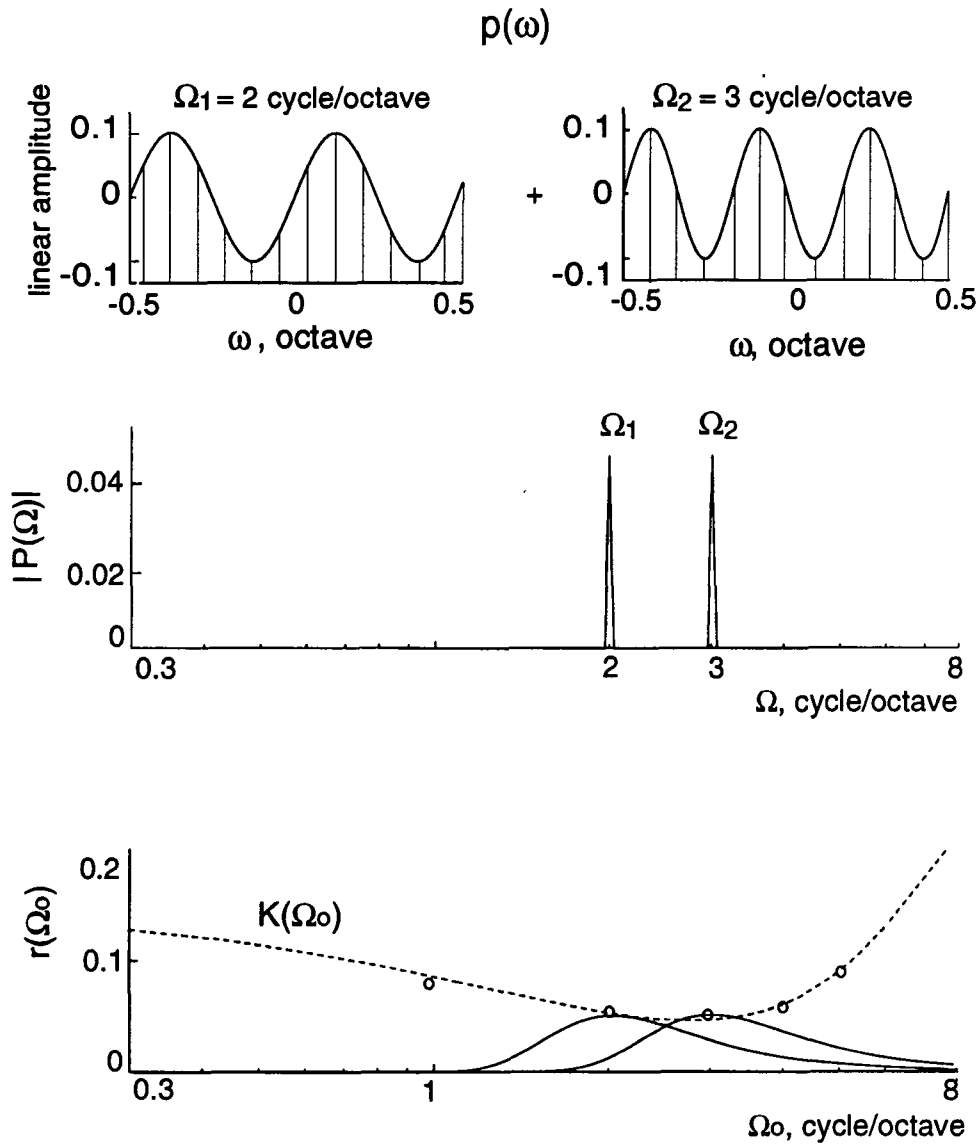 p(ω)
Ω1 = 2 cycle/octave
Ω2 = 3 cycle/octave
linear amplitude
0.1
0
-0.1
-0.5
0
0.5
ω, octave
+
0.1
0
-0.1
-0.5
0
0.5
ω, octave
|P(Ω)|
0.04
0.02
0
Ω1
Ω2
0.3
2
3
8
Ω, cycle/octave
r(Ωo)
0.2
0.1
0
K(Ωo)
0.3
1
8
Ωo, cycle/octave